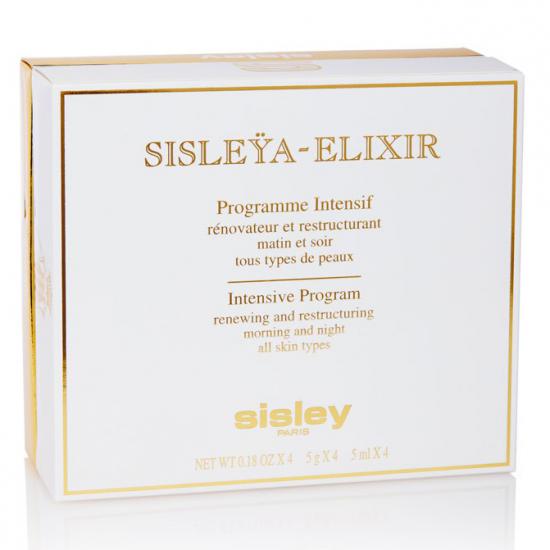 sisley
SISLEŸA-ELIXIR
Programme Intensif
rénovateur et restructurant
matin et soir
tous types de peaux
Intensive Program
renewing and restructuring
morning and night
all skin types
sisley
PARIS
NET WT 0.18 OZ X 4 5 g X 4 5 ml X 4